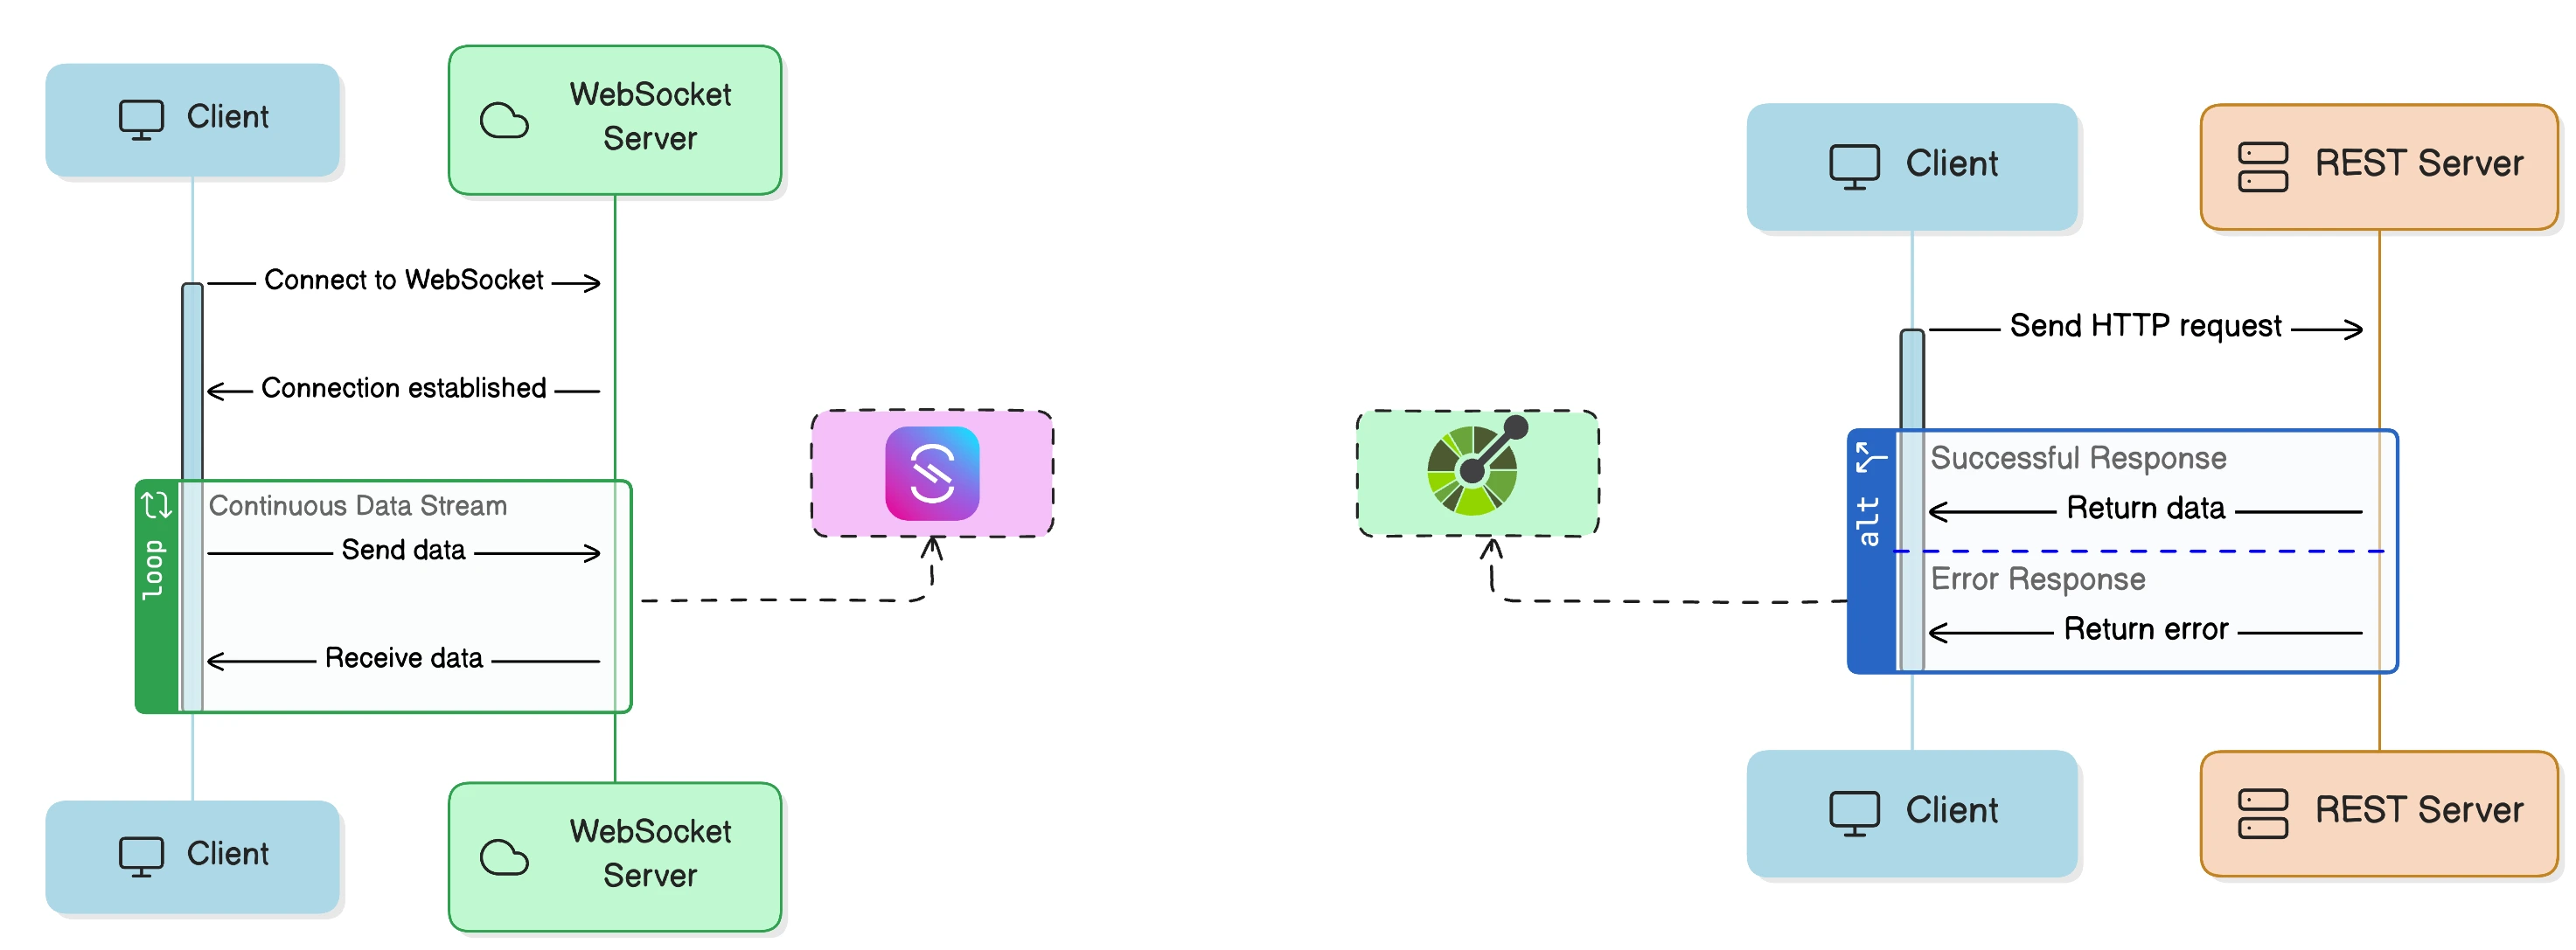 Client
WebSocket
Server
Connect to WebSocket
Connection established
loop
Continuous Data Stream
Send data
Receive data
Client
WebSocket
Server
Client
REST Server
Send HTTP request
alt
Successful Response
Return data
Error Response
Return error
Client
REST Server